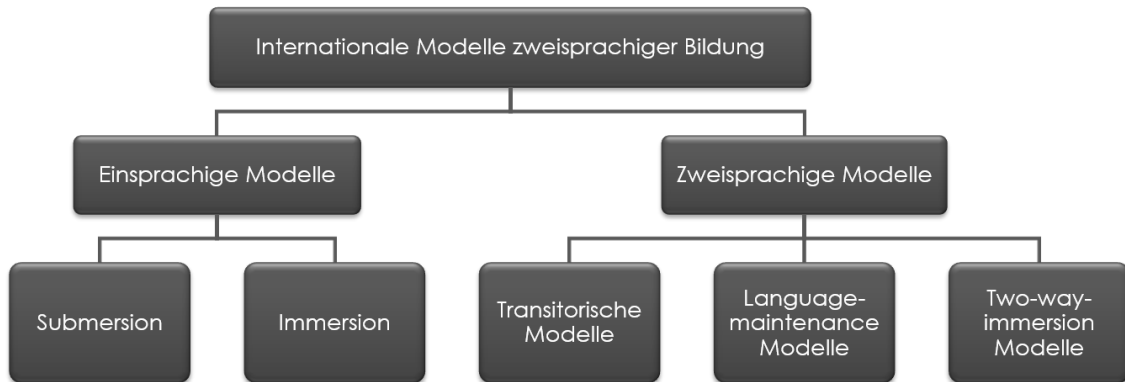 Internationale Modelle zweisprachiger Bildung
Einsprachige Modelle
Zweisprachige Modelle
Submersion
Immersion
Transitorische
Modelle
Language-
maintenance
Modelle
Two-way-
immersion
Modelle